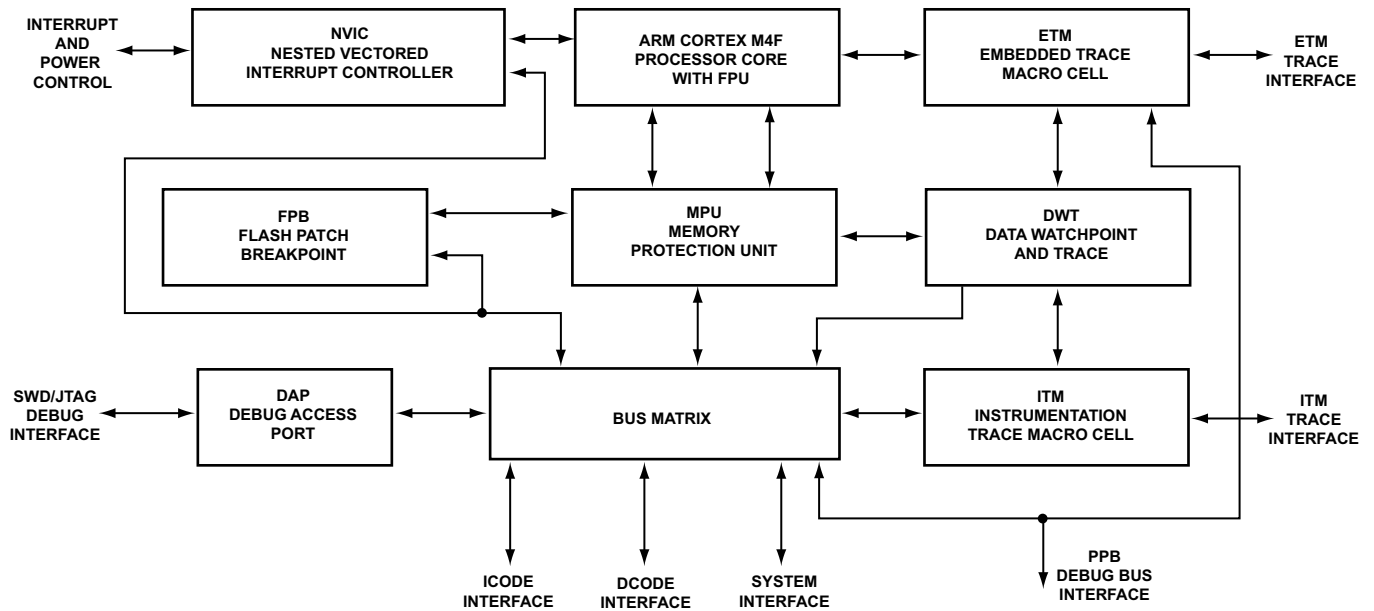 INTERRUPT
AND
POWER
CONTROL
NVIC
NESTED VECTORED
INTERRUPT CONTROLLER
ARM CORTEX M4F
PROCESSOR CORE
WITH FPU
ETM
EMBEDDED TRACE
MACRO CELL
ETM
TRACE
INTERFACE
FPB
FLASH PATCH
BREAKPOINT
MPU
MEMORY
PROTECTION UNIT
DWT
DATA WATCHPOINT
AND TRACE
SWD/JTAG
DEBUG
INTERFACE
DAP
DEBUG ACCESS
PORT
BUS MATRIX
ITM
INSTRUMENTATION
TRACE MACRO CELL
ITM
TRACE
INTERFACE
ICODE
INTERFACE
DCODE
INTERFACE
SYSTEM
INTERFACE
PPB
DEBUG BUS
INTERFACE